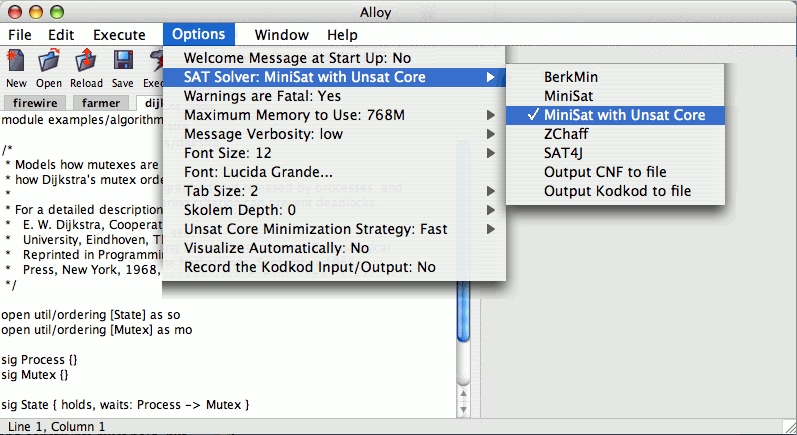 Alloy
File Edit Execute Options Window Help
New Open Reload Save
firewire farmer
module examples/algorithm
/*
* Models how mutexes are
* how Dijkstra's mutex orde
*
* For a detailed description
* E. W. Dijkstra, Cooperat
* University, Eindhoven, T
* Reprinted in Programmin
* Press, New York, 1968,
*/
open util/ordering [State] as so
open util/ordering [Mutex] as mo
sig Process {}
sig Mutex {}
sig State { holds, waits: Process -> Mutex }
Line 1, Column 1
Welcome Message at Start Up: No
SAT Solver: MiniSat with Unsat Core
Warnings are Fatal: Yes
Maximum Memory to Use: 768M
Message Verbosity: low
Font Size: 12
Font: Lucida Grande...
Tab Size: 2
Skolem Depth: 0
Unsat Core Minimization Strategy: Fast
Visualize Automatically: No
Record the Kodkod Input/Output: No
BerkMin
MiniSat
✓ MiniSat with Unsat Core
ZChaff
SAT4J
Output CNF to file
Output Kodkod to file